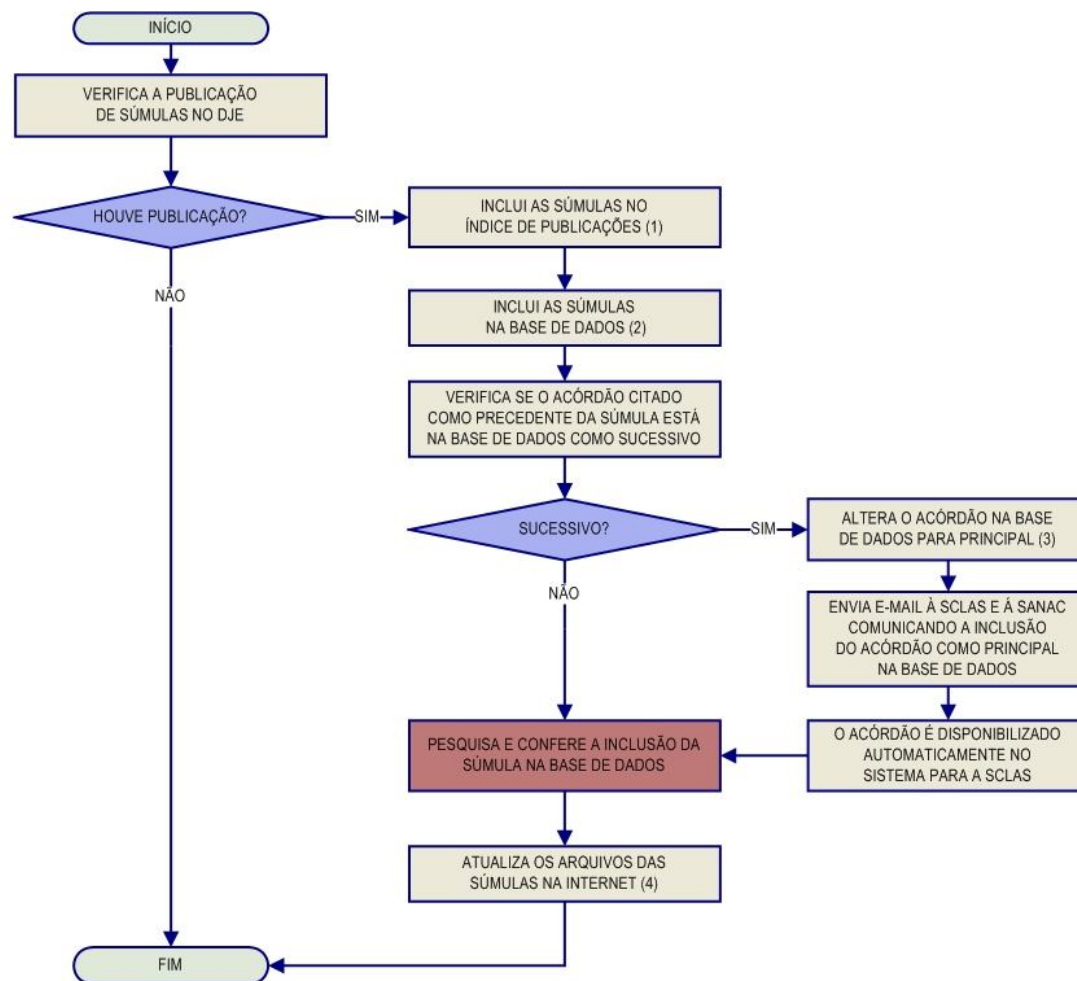 INÍCIO
VERIFICA A PUBLICAÇÃO
DE SÚMULAS NO DJE
HOUVE PUBLICAÇÃO?
SIM
INCLUI AS SÚMULAS NO
ÍNDICE DE PUBLICAÇÕES (1)
NÃO
INCLUI AS SÚMULAS
NA BASE DE DADOS (2)
VERIFICA SE O ACÓRDÃO CITADO
COMO PRECEDENTE DA SÚMULA ESTÁ
NA BASE DE DADOS COMO SUCESSIVO
SUCESSIVO?
SIM
ALTERA O ACÓRDÃO NA BASE
DE DADOS PARA PRINCIPAL (3)
NÃO
ENVIA E-MAIL À SCLAS E Á SANAC
COMUNICANDO A INCLUSÃO
DO ACÓRDÃO COMO PRINCIPAL
NA BASE DE DADOS
O ACÓRDÃO É DISPONIBILIZADO
AUTOMATICAMENTE NO
SISTEMA PARA A SCLAS
PESQUISA E CONFERE A INCLUSÃO DA
SÚMULA NA BASE DE DADOS
ATUALIZA OS ARQUIVOS DAS
SÚMULAS NA INTERNET (4)
FIM